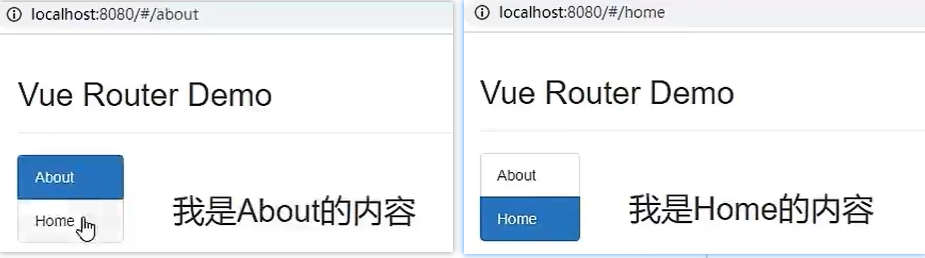 localhost:8080/#/about
Vue Router Demo
About
Home
我是About的内容
localhost:8080/#/home
Vue Router Demo
About
Home
我是Home的内容